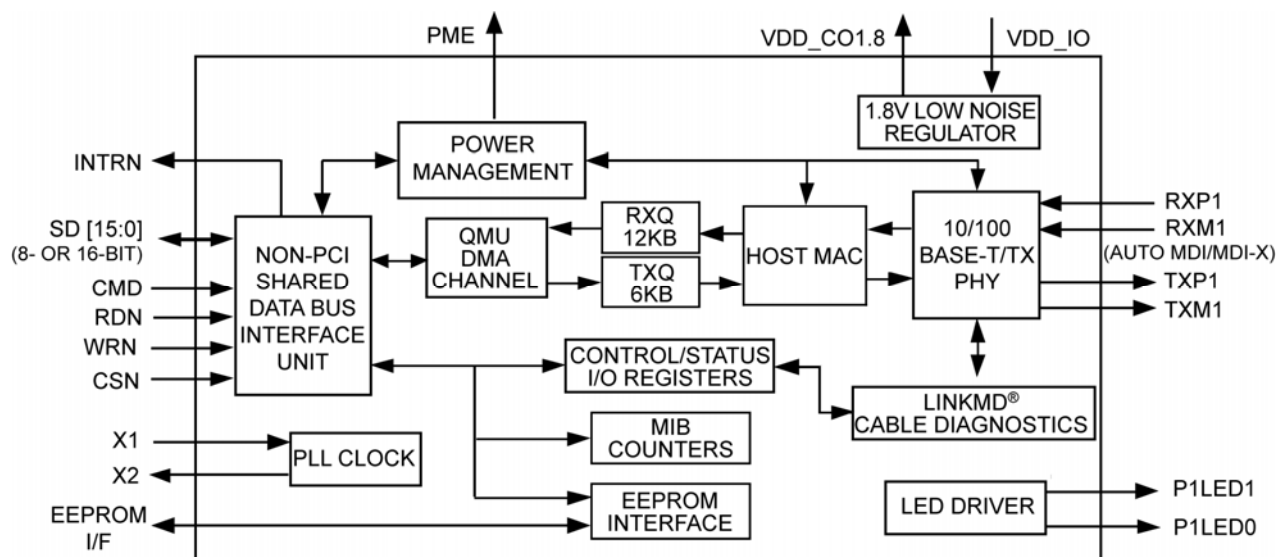 PME
VDD_CO1.8
VDD_IO
1.8V LOW NOISE
REGULATOR
POWER
MANAGEMENT
INTRN
SD [15:0]
(8- OR 16-BIT)
CMD
RDN
WRN
CSN
NON-PCI
SHARED
DATA BUS
INTERFACE
UNIT
QMU
DMA
CHANNEL
RXQ
12KB
TXQ
6KB
HOST MAC
10/100
BASE-T/TX
PHY
RXP1
RXM1
(AUTO MDI/MDI-X)
TXP1
TXM1
CONTROL/STATUS
I/O REGISTERS
LINKMD®
CABLE DIAGNOSTICS
MIB
COUNTERS
X1
X2
PLL CLOCK
EEPROM
I/F
EEPROM
INTERFACE
LED DRIVER
P1LED1
P1LED0